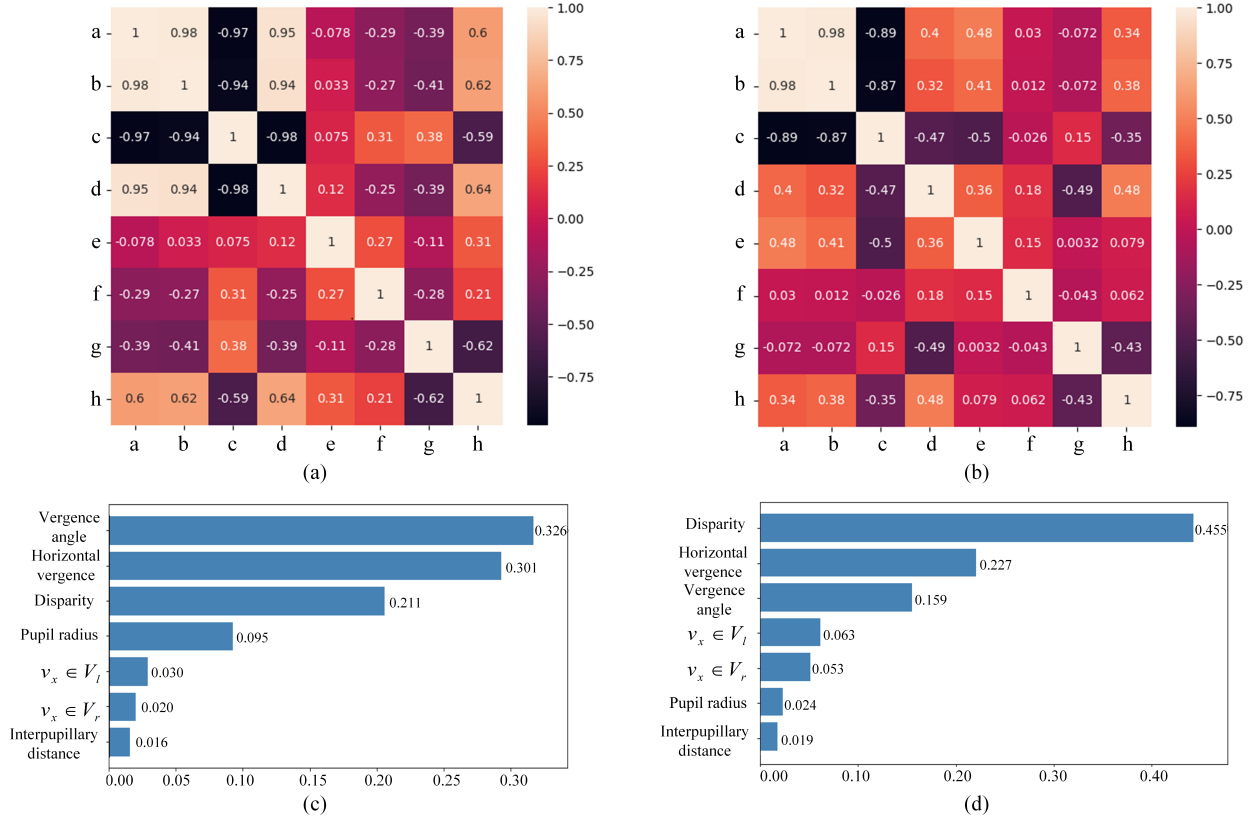 a 1 0.98 -0.97 0.95 -0.078 -0.29 -0.39 0.6
b 0.98 1 -0.94 0.94 0.033 -0.27 -0.41 0.62
c -0.97 -0.94 1 -0.98 0.075 0.31 0.38 -0.59
d 0.95 0.94 -0.98 1 0.12 -0.25 -0.39 0.64
e -0.078 0.033 0.075 0.12 1 0.27 -0.11 0.31
f -0.29 -0.27 0.31 -0.25 0.27 1 -0.28 0.21
g -0.39 -0.41 0.38 -0.39 -0.11 -0.28 1 -0.62
h 0.6 0.62 -0.59 0.64 0.31 0.21 -0.62 1
a b c d e f g h
1.00
0.75
0.50
0.25
0.00
−0.25
−0.50
−0.75
(a)
a 1 0.98 -0.89 0.4 0.48 0.03 -0.072 0.34
b 0.98 1 -0.87 0.32 0.41 0.012 -0.072 0.38
c -0.89 -0.87 1 -0.47 -0.5 -0.026 0.15 -0.35
d 0.4 0.32 -0.47 1 0.36 0.18 -0.49 0.48
e 0.48 0.41 -0.5 0.36 1 0.15 0.0032 0.079
f 0.03 0.012 -0.026 0.18 0.15 1 -0.043 0.062
g -0.072 -0.072 0.15 -0.49 0.0032 -0.043 1 -0.43
h 0.34 0.38 -0.35 0.48 0.079 0.062 -0.43 1
a b c d e f g h
1.00
0.75
0.50
0.25
0.00
−0.25
−0.50
−0.75
(b)
Vergence
angle 0.326
Horizontal
vergence 0.301
Disparity 0.211
Pupil radius 0.095
v_x ∈ V_l 0.030
v_x ∈ V_r 0.020
Interpupillary
distance 0.016
0.00 0.05 0.10 0.15 0.20 0.25 0.30
(c)
Disparity 0.455
Horizontal
vergence 0.227
Vergence
angle 0.159
v_x ∈ V_l 0.063
v_x ∈ V_r 0.053
Pupil radius 0.024
Interpupillary
distance 0.019
0.00 0.10 0.20 0.30 0.40
(d)